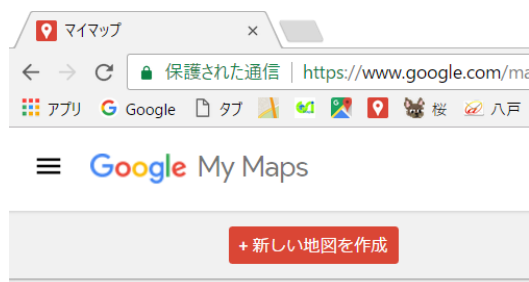 マイマップ
保護された通信 | https://www.google.com/ma
アプリ Google タブ 桜 八戸
Google My Maps
+ 新しい地図を作成